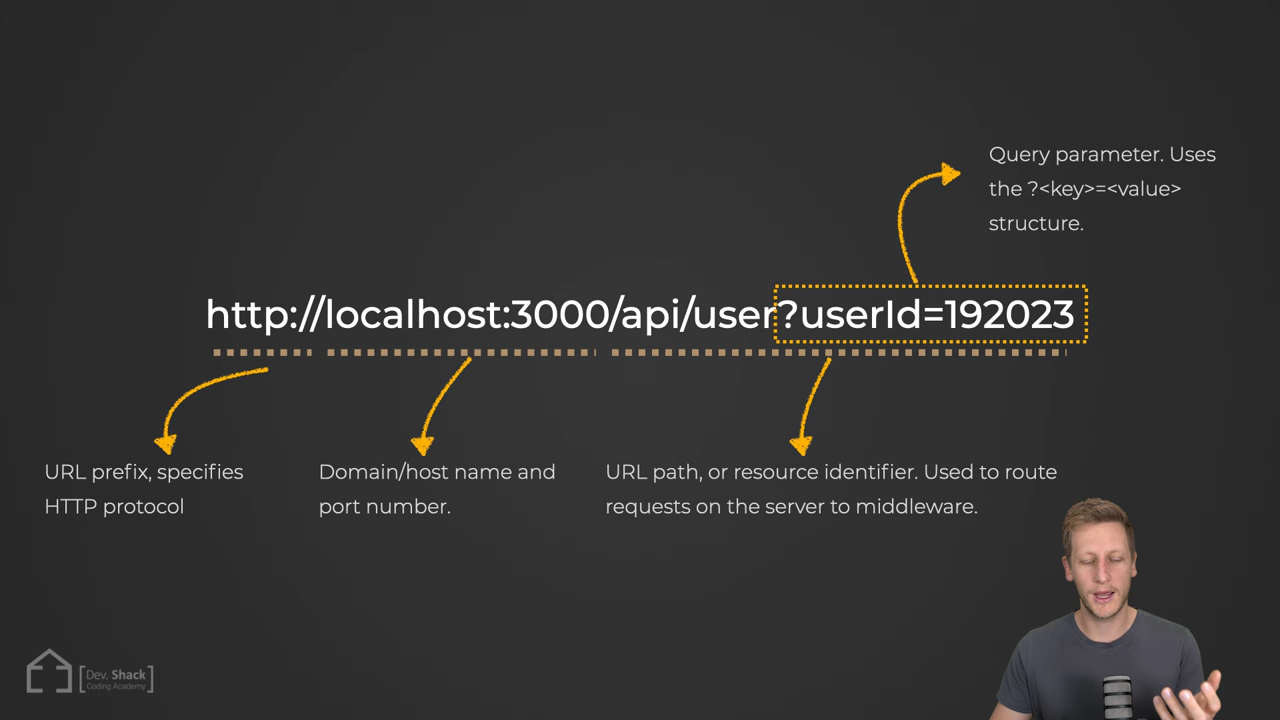 Query parameter. Uses
the ?<key>=<value>
structure.
http://localhost:3000/api/user?userId=192023
URL prefix, specifies
HTTP protocol
Domain/host name and
port number.
URL path, or resource identifier. Used to route
requests on the server to middleware.
[Dev. Shack
Coding Academy]